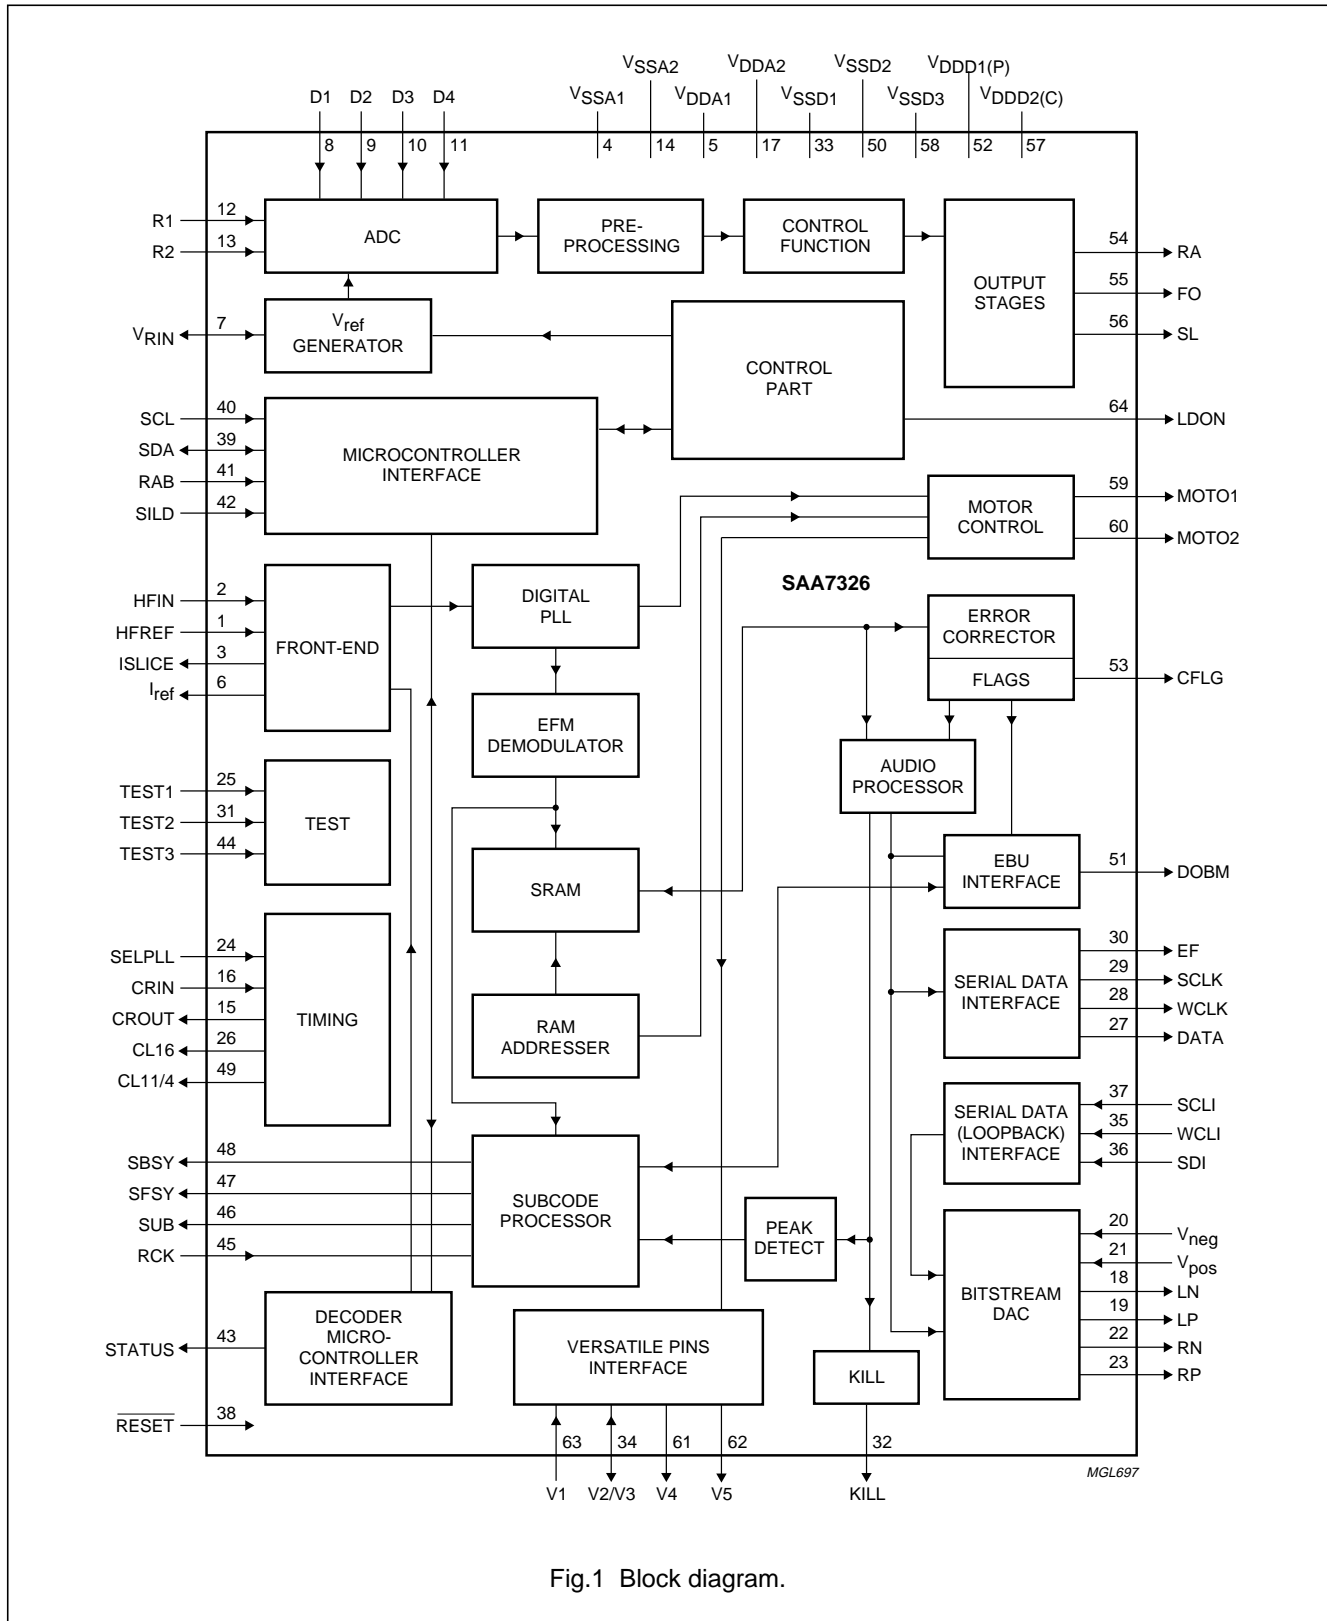 VSSA2 VDDA2 VSSD2 VDDD1(P)
D1 D2 D3 D4 VSSA1 VDDA1 VSSD1 VSSD3 VDDD2(C)
8 9 10 11 4 14 5 17 33 50 58 52 57
R1 12
R2 13
ADC
PRE-
PROCESSING
CONTROL
FUNCTION
OUTPUT
STAGES
54 RA
55 FO
56 SL
VRIN 7
Vref
GENERATOR
CONTROL
PART
64 LDON
SCL 40
SDA 39
RAB 41
SILD 42
MICROCONTROLLER
INTERFACE
MOTOR
CONTROL
59 MOTO1
60 MOTO2
SAA7326
HFIN 2
HFREF 1
ISLICE 3
Iref 6
FRONT-END
DIGITAL
PLL
ERROR
CORRECTOR
FLAGS
53 CFLG
EFM
DEMODULATOR
AUDIO
PROCESSOR
TEST1 25
TEST2 31
TEST3 44
TEST
SRAM
EBU
INTERFACE
51 DOBM
SELPLL 24
CRIN 16
CROUT 15
CL16 26
CL11/4 49
TIMING
RAM
ADDRESSER
SERIAL DATA
INTERFACE
30 EF
29 SCLK
28 WCLK
27 DATA
SERIAL DATA
(LOOPBACK)
INTERFACE
37 SCLI
35 WCLI
36 SDI
SBSY 48
SFSY 47
SUB 46
RCK 45
SUBCODE
PROCESSOR
PEAK
DETECT
BITSTREAM
DAC
20 Vneg
21 Vpos
18 LN
19 LP
22 RN
23 RP
STATUS 43
DECODER
MICRO-
CONTROLLER
INTERFACE
VERSATILE PINS
INTERFACE
KILL
RESET 38
63 34 61 62 32
V1 V2/V3 V4 V5 KILL
MGL697
Fig.1 Block diagram.